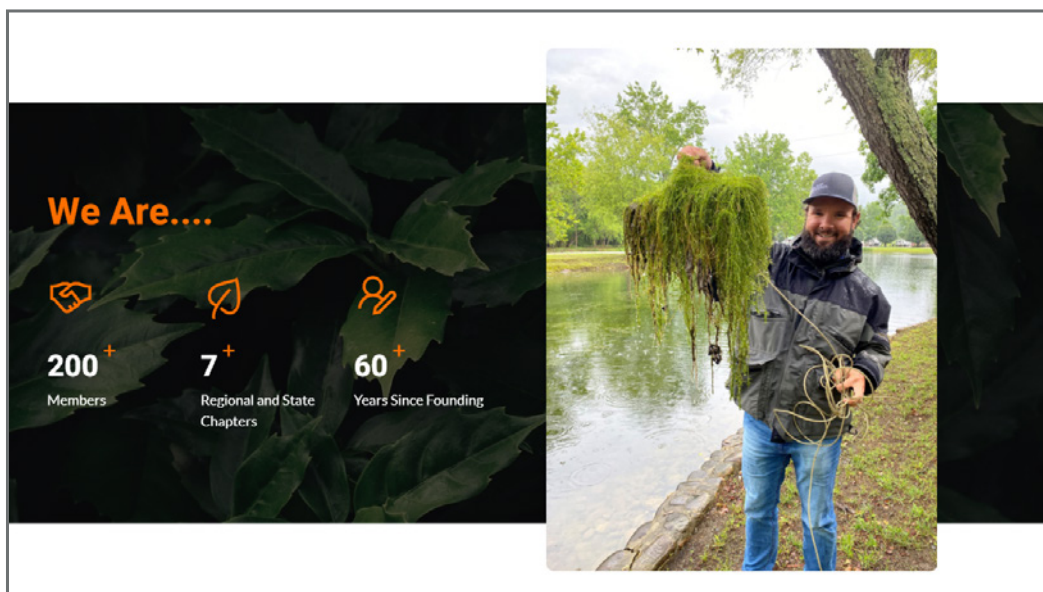 We Are....
200+
Members
7+
Regional and State
Chapters
60+
Years Since Founding